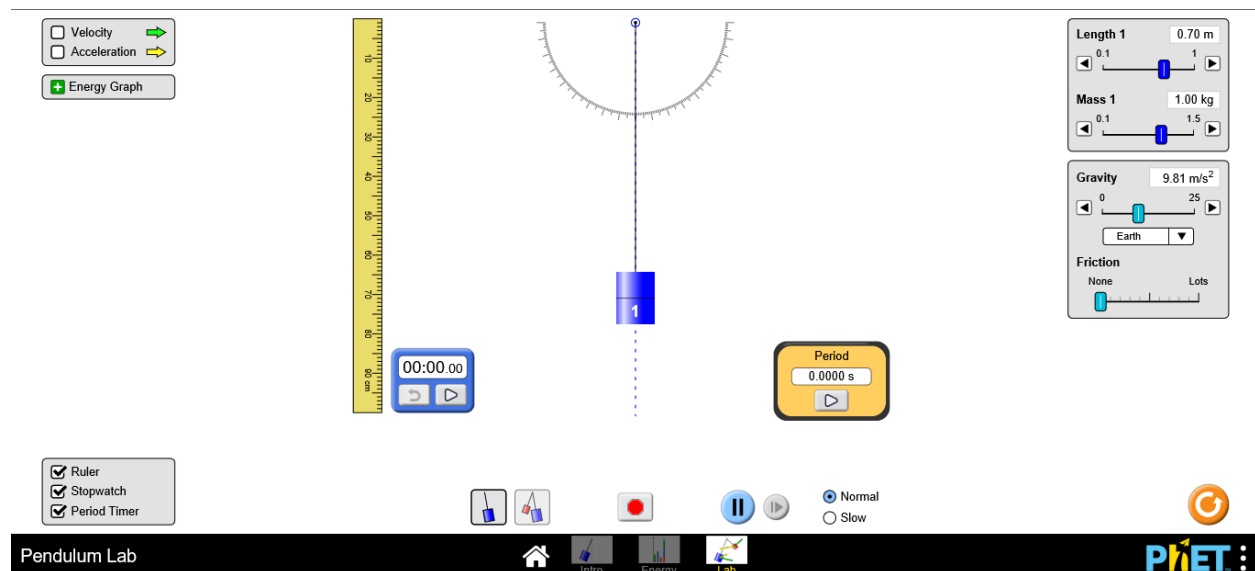 Velocity
Acceleration
Energy Graph
10
20
30
40
50
60
70
80
90 cm
1
00:00.00
Period
0.0000 s
Length 1 0.70 m
0.1 1
Mass 1 1.00 kg
0.1 1.5
Gravity 9.81 m/s²
0 25
Earth
Friction
None Lots
Ruler
Stopwatch
Period Timer
Normal
Slow
Pendulum Lab
Intro
Energy
Lab
PhET